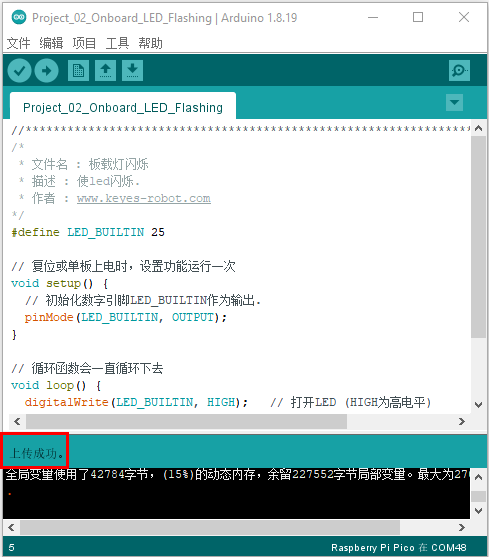 Project_02_Onboard_LED_Flashing | Arduino 1.8.19
文件 编辑 项目 工具 帮助
Project_02_Onboard_LED_Flashing
//***************************************************************
/*
 * 文件名 : 板载灯闪烁
 * 描述 : 使led闪烁.
 * 作者 : www.keyes-robot.com
*/
#define LED_BUILTIN 25
// 复位或单板上电时，设置功能运行一次
void setup() {
  // 初始化数字引脚LED_BUILTIN作为输出.
  pinMode(LED_BUILTIN, OUTPUT);
}
// 循环函数会一直循环下去
void loop() {
  digitalWrite(LED_BUILTIN, HIGH);   // 打开LED (HIGH为高电平)
上传成功。
全局变量使用了42784字节，(15%)的动态内存，余留227552字节局部变量。最大为27
.
5
Raspberry Pi Pico 在 COM48